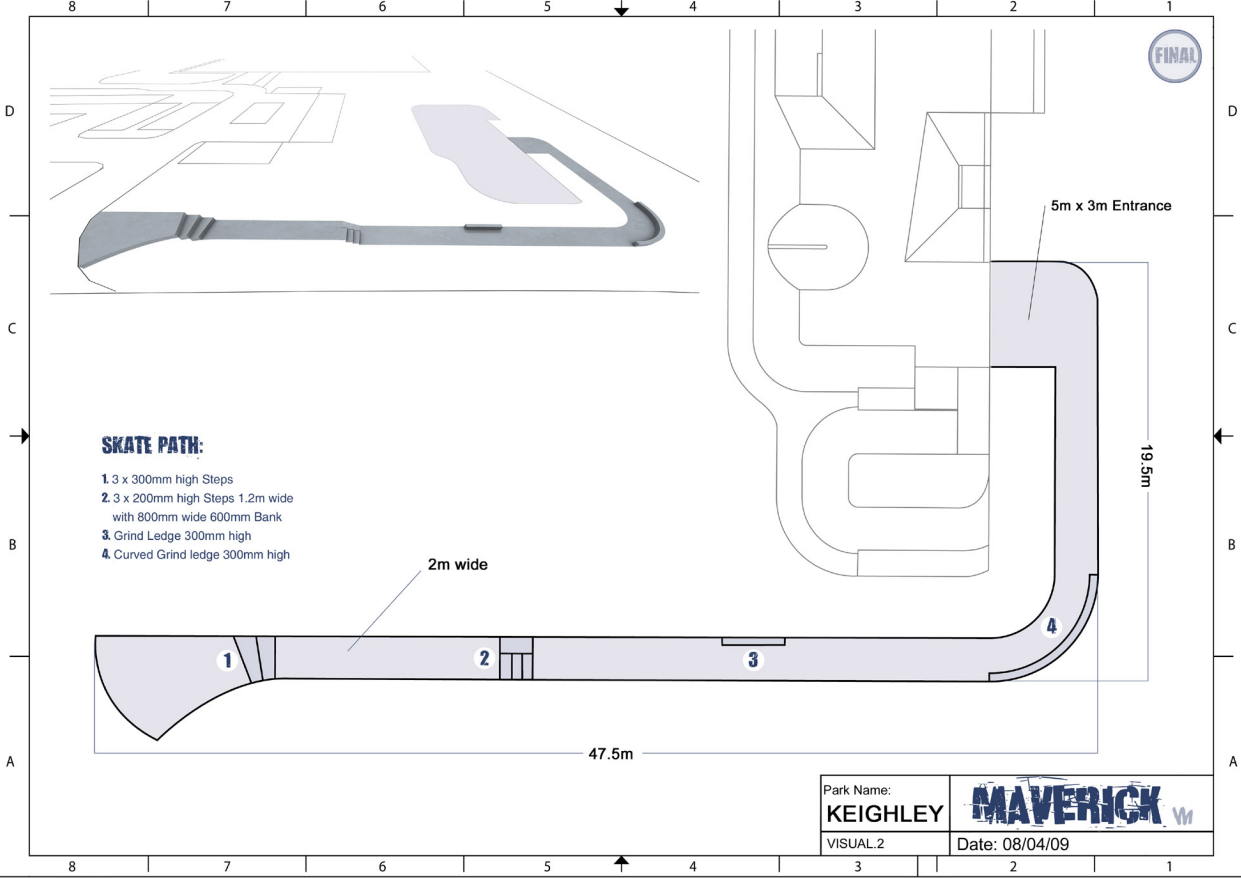 8 7 6 5 4 3 2 1
FINAL
D D
5m x 3m Entrance
C C
SKATE PATH:
1. 3 x 300mm high Steps
2. 3 x 200mm high Steps 1.2m wide
with 800mm wide 600mm Bank
3. Grind Ledge 300mm high
4. Curved Grind ledge 300mm high
19.5m
B B
2m wide
1 2 3 4
47.5m
A A
Park Name:
KEIGHLEY
MAVERICK
VISUAL.2
Date: 08/04/09
8 7 6 5 4 3 2 1